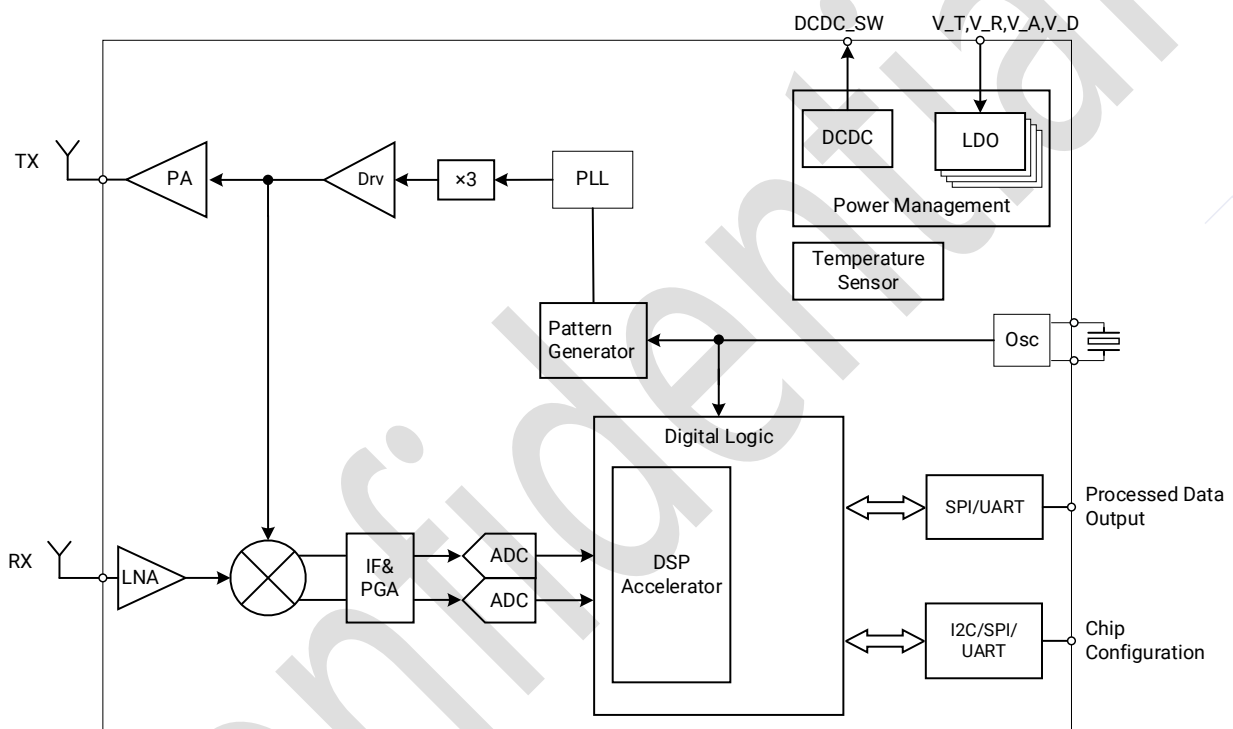 DCDC_SW
V_T,V_R,V_A,V_D
DCDC
LDO
Power Management
TX
PA
Drv
×3
PLL
Temperature
Sensor
Pattern
Generator
Osc
Digital Logic
SPI/UART
Processed Data
Output
RX
LNA
IF&
PGA
ADC
ADC
DSP
Accelerator
I2C/SPI/
UART
Chip
Configuration
nfidential